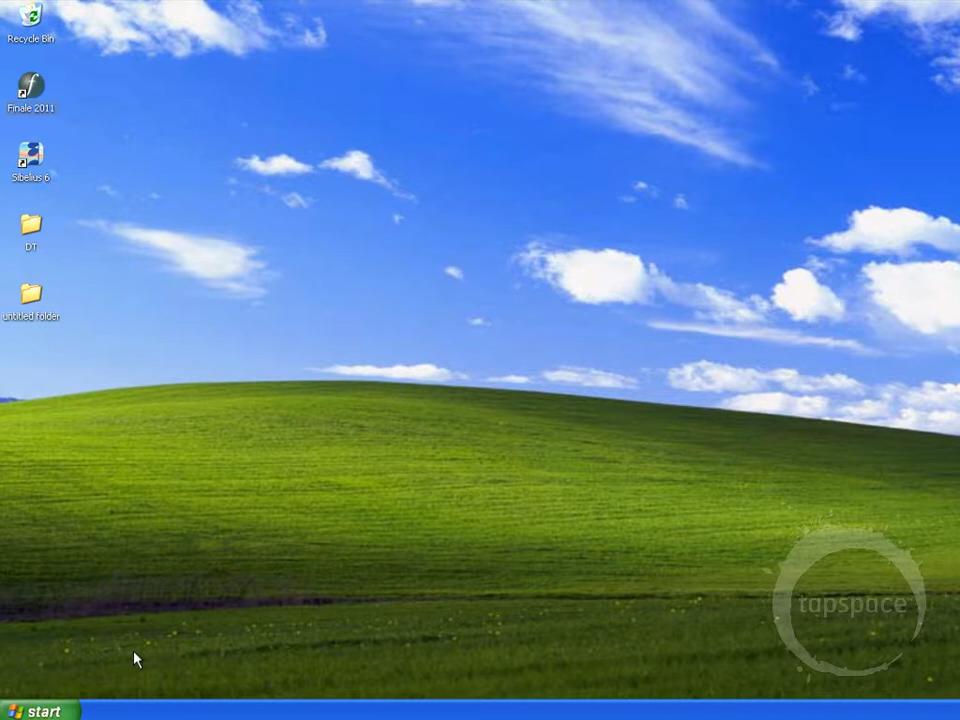 Recycle Bin
Finale 2011
Sibelius 6
DT
untitled folder
tapspace
start